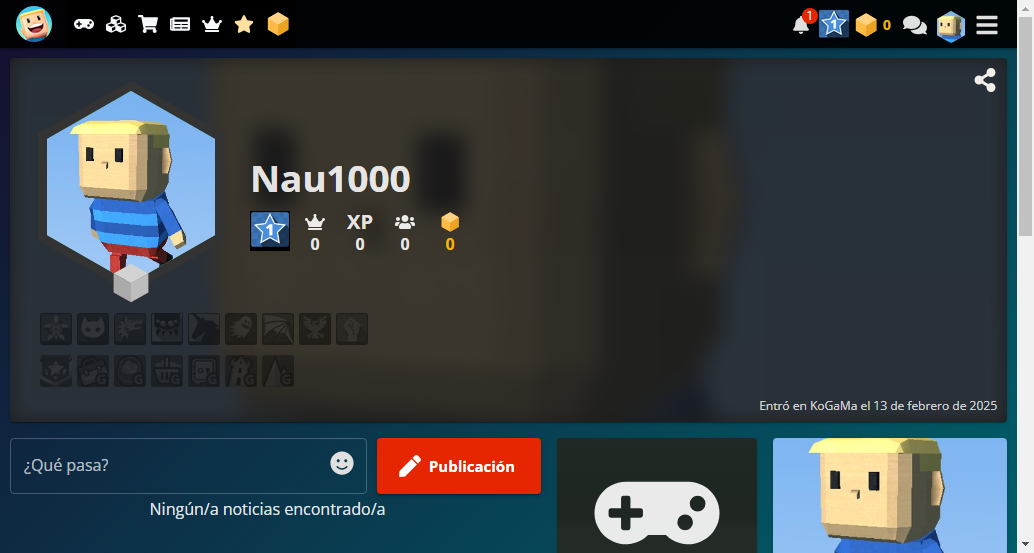 1
1
0
Nau1000
1
XP
0
0
0
0
Entró en KoGaMa el 13 de febrero de 2025
¿Qué pasa?
Publicación
Ningún/a noticias encontrado/a